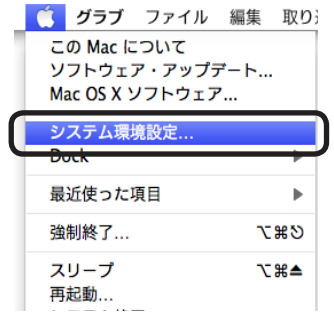 グラブ ファイル 編集 取り
この Mac について
ソフトウェア・アップデート...
Mac OS X ソフトウェア...
システム環境設定...
Dock
最近使った項目
強制終了... ⌥⌘⎋
スリープ ⌥⌘⏏
再起動...